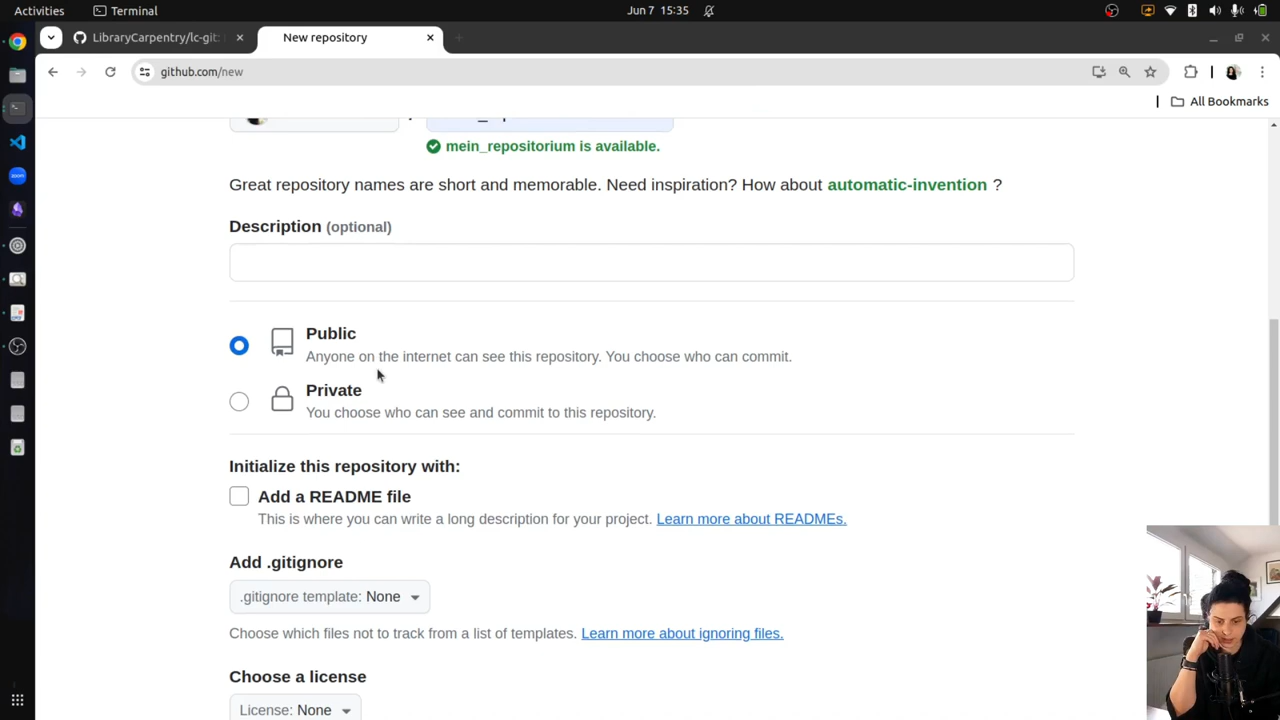 Activities
Terminal
Jun 7 15:35
LibraryCarpentry/lc-git
New repository
github.com/new
All Bookmarks
mein_repositorium is available.
Great repository names are short and memorable. Need inspiration? How about automatic-invention ?
Description (optional)
Public
Anyone on the internet can see this repository. You choose who can commit.
Private
You choose who can see and commit to this repository.
Initialize this repository with:
Add a README file
This is where you can write a long description for your project. Learn more about READMEs.
Add .gitignore
.gitignore template: None
Choose which files not to track from a list of templates. Learn more about ignoring files.
Choose a license
License: None
zoom